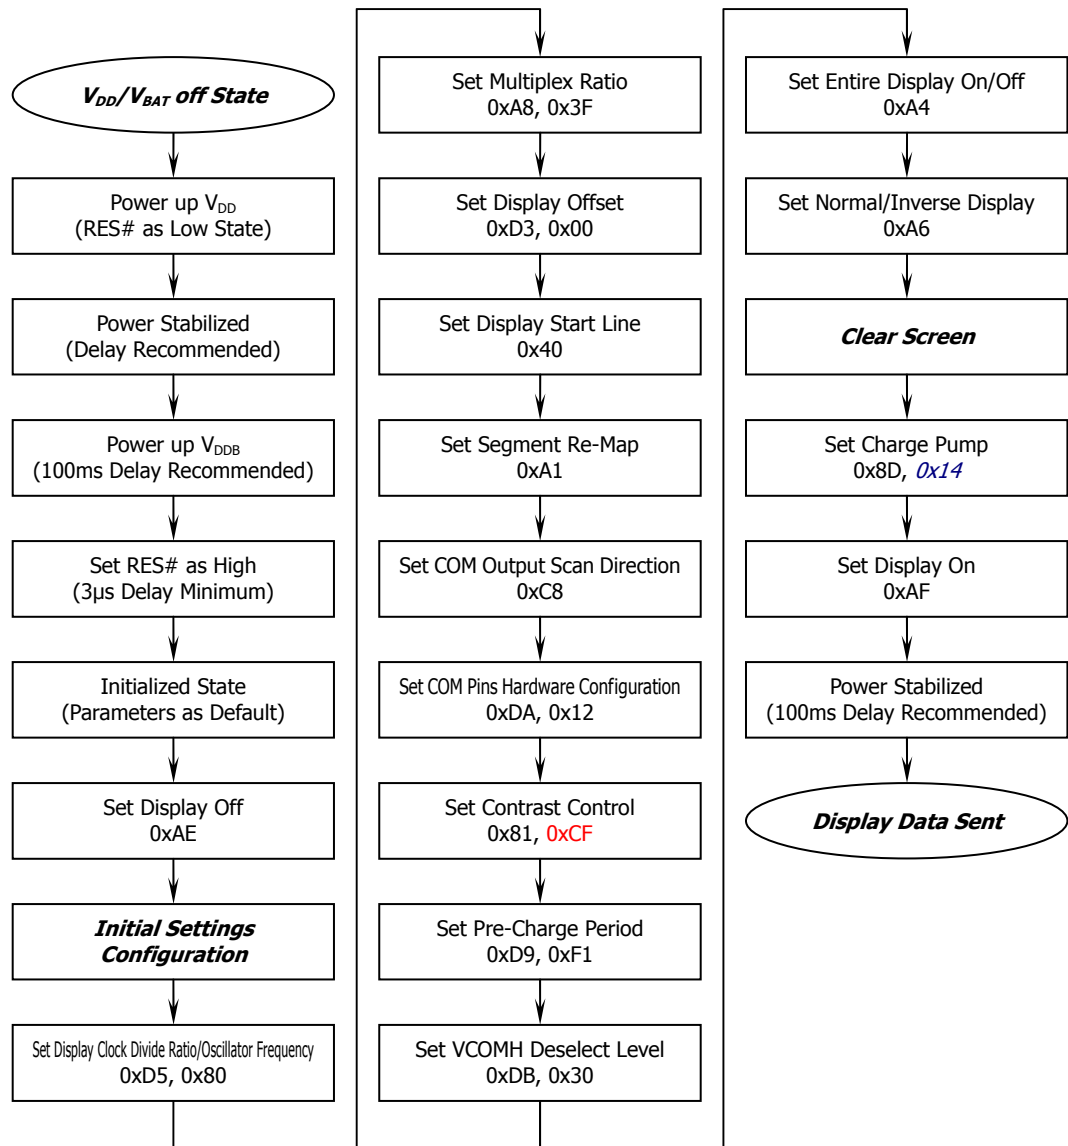 V_DD/V_BAT off State
Power up V_DD
(RES# as Low State)
Power Stabilized
(Delay Recommended)
Power up V_DDB
(100ms Delay Recommended)
Set RES# as High
(3μs Delay Minimum)
Initialized State
(Parameters as Default)
Set Display Off
0xAE
Initial Settings
Configuration
Set Display Clock Divide Ratio/Oscillator Frequency
0xD5, 0x80
Set Multiplex Ratio
0xA8, 0x3F
Set Display Offset
0xD3, 0x00
Set Display Start Line
0x40
Set Segment Re-Map
0xA1
Set COM Output Scan Direction
0xC8
Set COM Pins Hardware Configuration
0xDA, 0x12
Set Contrast Control
0x81, 0xCF
Set Pre-Charge Period
0xD9, 0xF1
Set VCOMH Deselect Level
0xDB, 0x30
Set Entire Display On/Off
0xA4
Set Normal/Inverse Display
0xA6
Clear Screen
Set Charge Pump
0x8D, 0x14
Set Display On
0xAF
Power Stabilized
(100ms Delay Recommended)
Display Data Sent